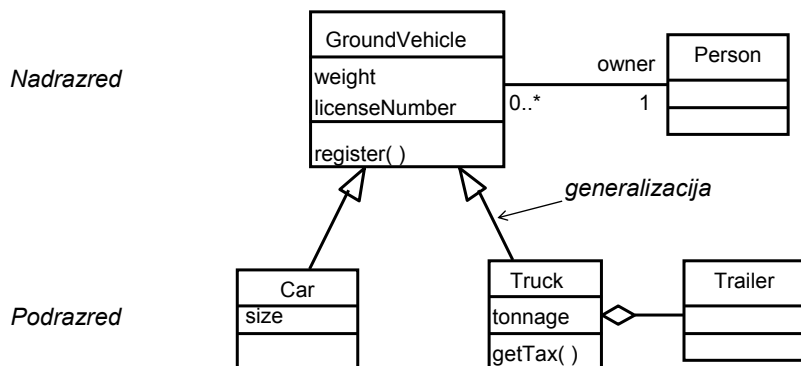 GroundVehicle
Person
Nadrazred
weight
owner
licenseNumber
0..*
1
register( )
generalizacija
Car
Truck
Trailer
Podrazred
size
tonnage
getTax( )